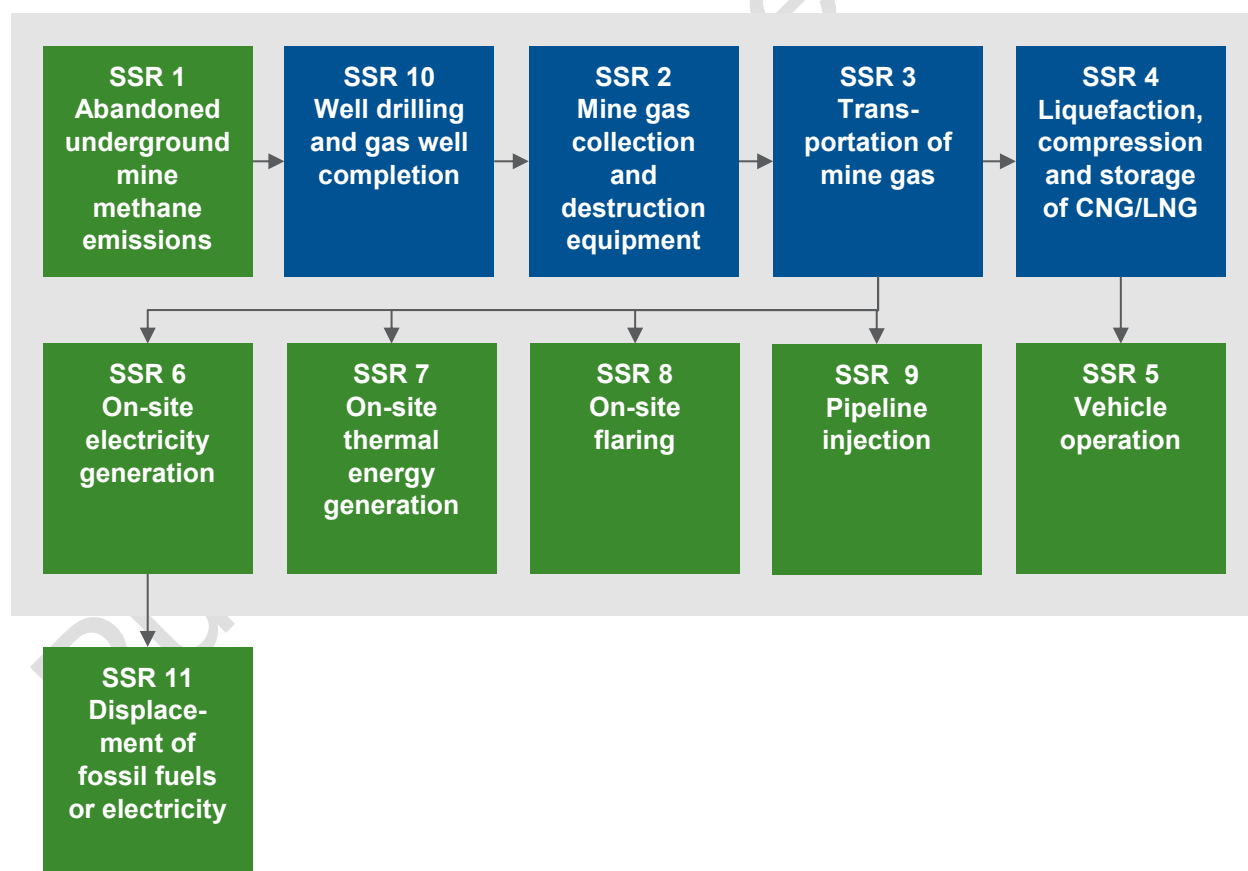 SSR 1
Abandoned
underground
mine
methane
emissions
SSR 10
Well drilling
and gas well
completion
SSR 2
Mine gas
collection
and
destruction
equipment
SSR 3
Trans-
portation of
mine gas
SSR 4
Liquefaction,
compression
and storage
of CNG/LNG
SSR 6
On-site
electricity
generation
SSR 7
On-site
thermal
energy
generation
SSR 8
On-site
flaring
SSR 9
Pipeline
injection
SSR 5
Vehicle
operation
SSR 11
Displace-
ment of
fossil fuels
or electricity